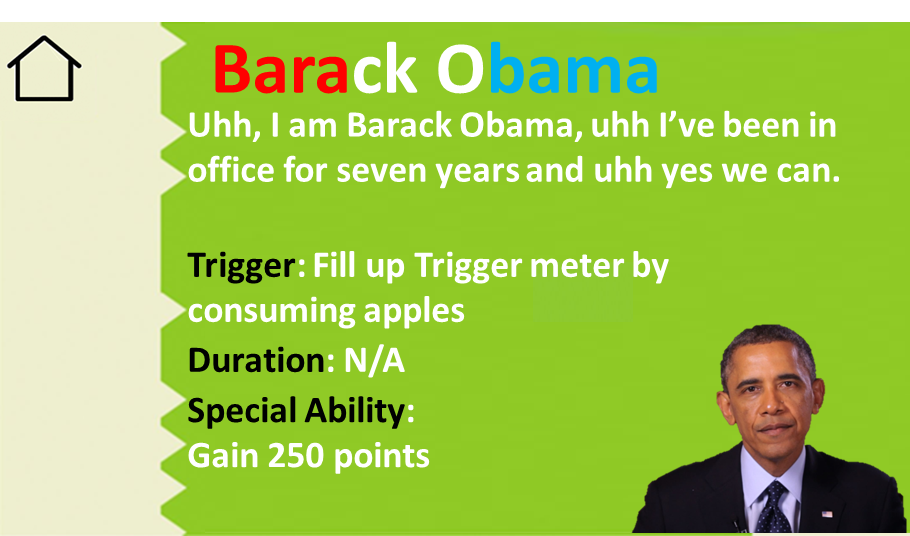 Barack Obama
Uhh, I am Barack Obama, uhh I’ve been in
office for seven years and uhh yes we can.
Trigger: Fill up Trigger meter by
consuming apples
Duration: N/A
Special Ability:
Gain 250 points